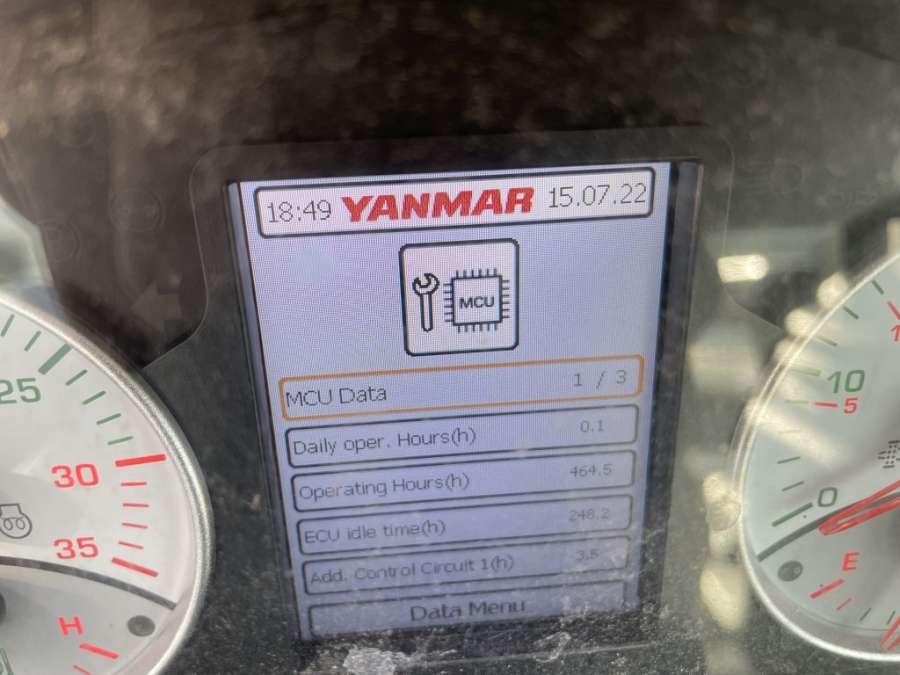 18:49 YANMAR 15.07.22
MCU
MCU Data 1 / 3
Daily oper. Hours(h) 0.1
Operating Hours(h) 464.5
ECU idle time(h) 248.2
Add. Control Circuit 1(h) 3.5
Data Menu
25
30
35
H
10
5
0
E